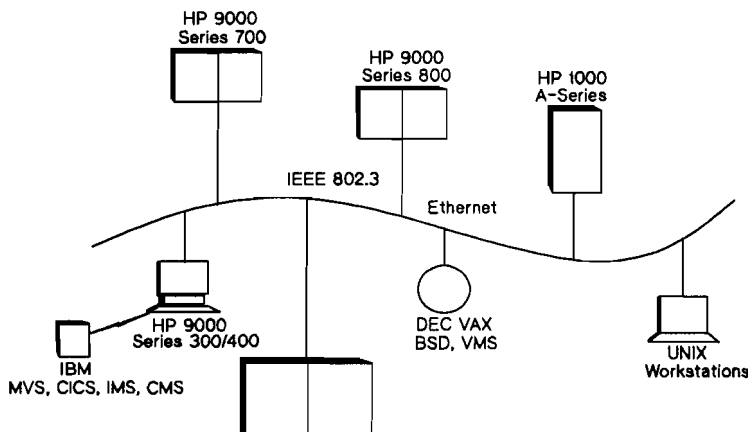 HP 9000
Series 700
HP 9000
Series 800
HP 1000
A-Series
IEEE 802.3
Ethernet
HP 9000
Series 300/400
IBM
MVS, CICS, IMS, CMS
DEC VAX
BSD, VMS
UNIX
Workstations